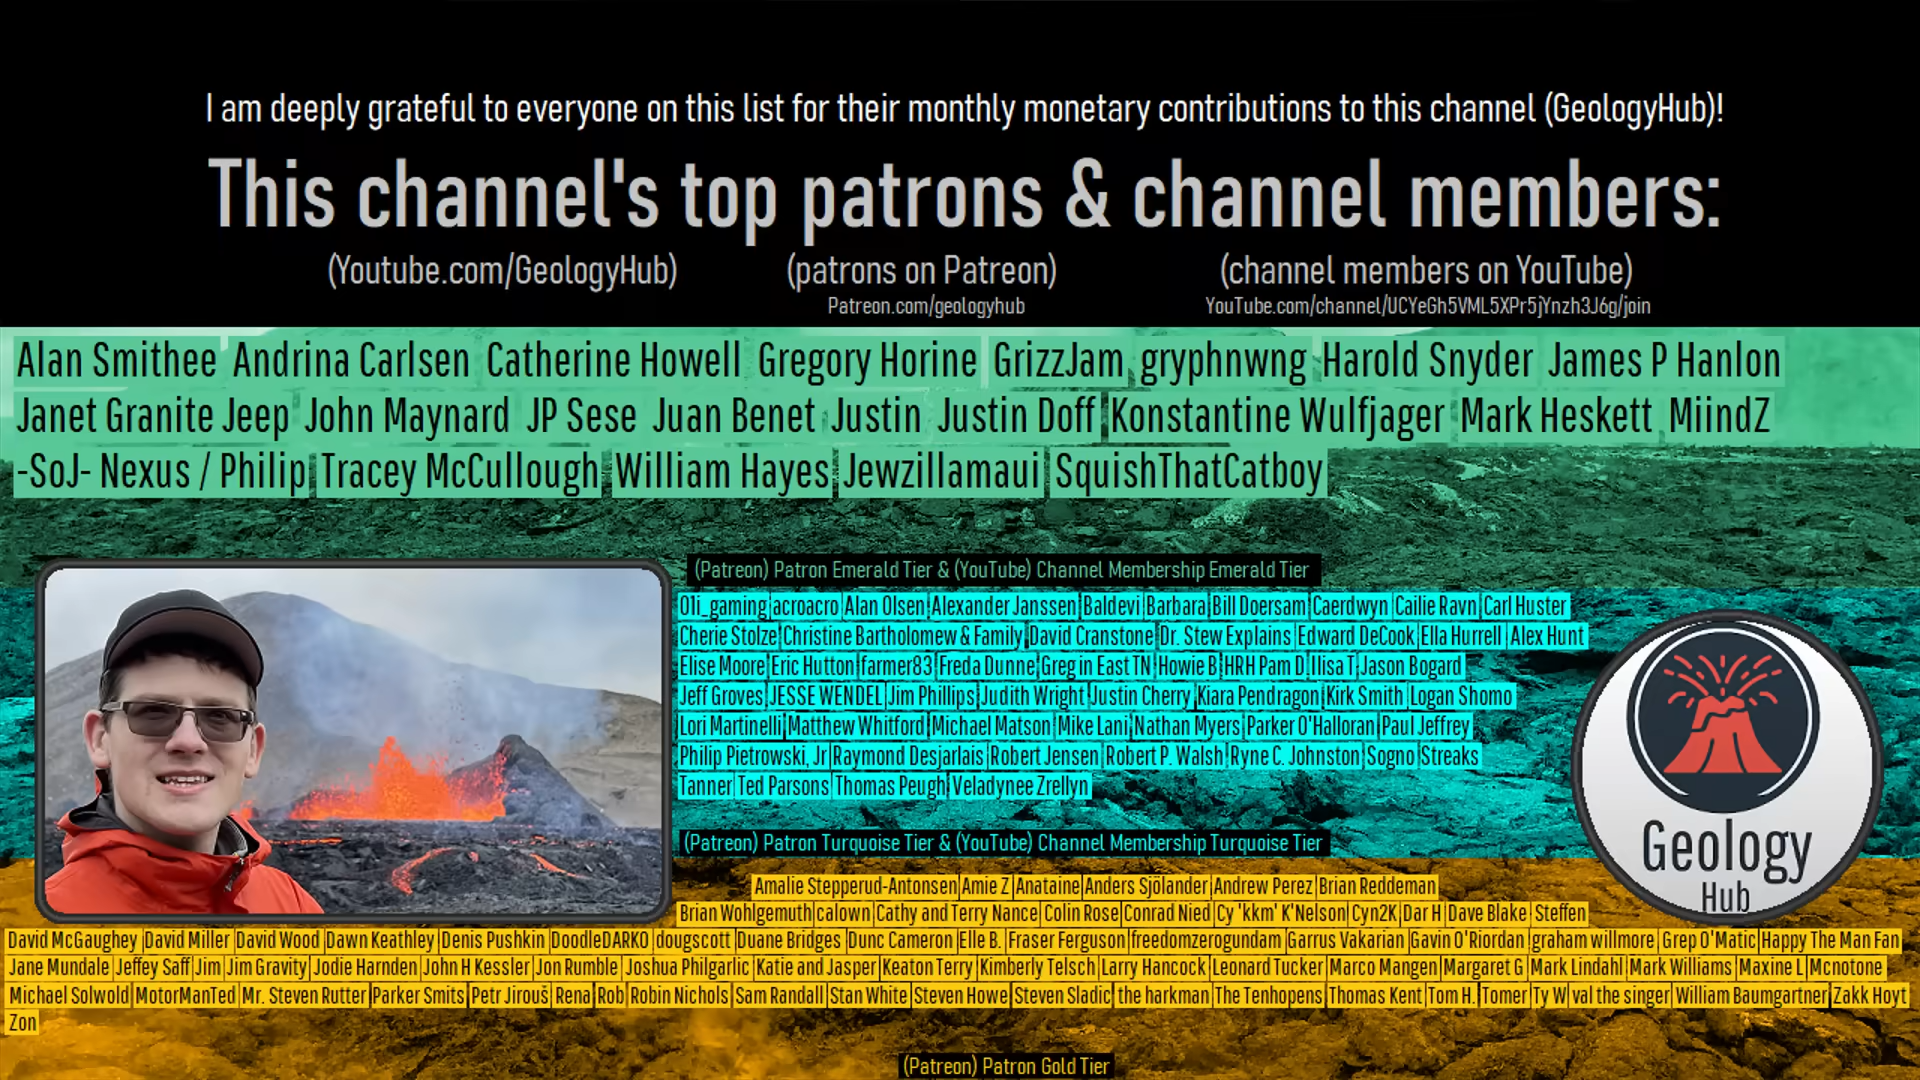 I am deeply grateful to everyone on this list for their monthly monetary contributions to this channel (GeologyHub)!
This channel's top patrons & channel members:
(Youtube.com/GeologyHub) (patrons on Patreon) (channel members on YouTube)
Patreon.com/geologyhub YouTube.com/channel/UCYeGh5VML5XPr5jYnzh3J6g/join
Alan Smithee Andrina Carlsen Catherine Howell Gregory Horine GrizzJam gryphnwng Harold Snyder James P Hanlon
Janet Granite Jeep John Maynard JP Sese Juan Benet Justin Justin Doff Konstantine Wulfjager Mark Heskett MiindZ
-SoJ- Nexus / Philip Tracey McCullough William Hayes Jewzillamaui SquishThatCatboy
(Patreon) Patron Emerald Tier & (YouTube) Channel Membership Emerald Tier
01i_gaming acroacro Alan Olsen Alexander Janssen Baldevi Barbara Bill Doersam Caerdwyn Cailie Ravn Carl Huster
Cherie Stolze Christine Bartholomew & Family David Cranstone Dr. Stew Explains Edward DeCook Ella Hurrell Alex Hunt
Elise Moore Eric Hutton farmer83 Freda Dunne Greg in East TN Howie B HRH Pam D Ilisa T Jason Bogard
Jeff Groves JESSE WENDEL Jim Phillips Judith Wright Justin Cherry Kiara Pendragon Kirk Smith Logan Shomo
Lori Martinelli Matthew Whitford Michael Matson Mike Lani Nathan Myers Parker O'Halloran Paul Jeffrey
Philip Pietrowski, Jr Raymond Desjarlais Robert Jensen Robert P. Walsh Ryne C. Johnston Sogno Streaks
Tanner Ted Parsons Thomas Peugh Veladynee Zrellyn
(Patreon) Patron Turquoise Tier & (YouTube) Channel Membership Turquoise Tier
Geology
Hub
Amalie Stepperud-Antonsen Amie Z Anataine Anders Sjölander Andrew Perez Brian Reddeman
Brian Wohlgemuth calown Cathy and Terry Nance Colin Rose Conrad Nied Cy 'kkm' K'Nelson Cyn2K Dar H Dave Blake Steffen
David McGaughey David Miller David Wood Dawn Keathley Denis Pushkin DoodleDARKO dougscott Duane Bridges Dunc Cameron Elle B. Fraser Ferguson freedomzerogundam Garrus Vakarian Gavin O'Riordan graham willmore Grep O'Matic Happy The Man Fan
Jane Mundale Jeffey Saff Jim Jim Gravity Jodie Harnden John H Kessler Jon Rumble Joshua Philgarlic Katie and Jasper Keaton Terry Kimberly Telsch Larry Hancock Leonard Tucker Marco Mangen Margaret G Mark Lindahl Mark Williams Maxine L Mcnotone
Michael Solwold MotorManTed Mr. Steven Rutter Parker Smits Petr Jirouš Rena Rob Robin Nichols Sam Randall Stan White Steven Howe Steven Sladic the harkman The Tenhopens Thomas Kent Tom H. Tomer Ty W val the singer William Baumgartner Zakk Hoyt
Zon
(Patreon) Patron Gold Tier